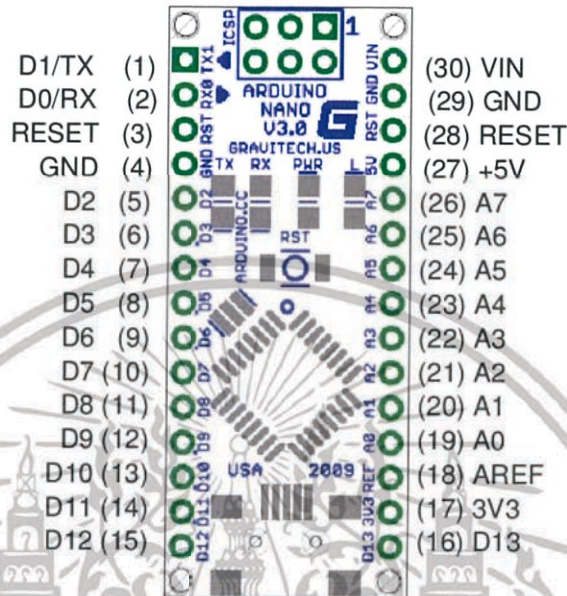 ICSP
1
D1/TX (1) TX1 VIN (30) VIN
D0/RX (2) RX0 ARDUINO GND (29) GND
RESET (3) RST NANO RST (28) RESET
V3.0
G
GRAVITECH.US
GND (4) GND TX RX PWR L 5V (27) +5V
D2 (5) D2 A7 (26) A7
D3 (6) D3 RST A6 (25) A6
ARDUINO.CC
D4 (7) D4 A5 (24) A5
D5 (8) D5 A4 (23) A4
D6 (9) D6 A3 (22) A3
D7 (10) D7 A2 (21) A2
D8 (11) D8 A1 (20) A1
D9 (12) D9 A0 (19) A0
D10 (13) D10 USA 2009 REF (18) AREF
D11 (14) D11 3V3 (17) 3V3
D12 (15) D12 D13 (16) D13